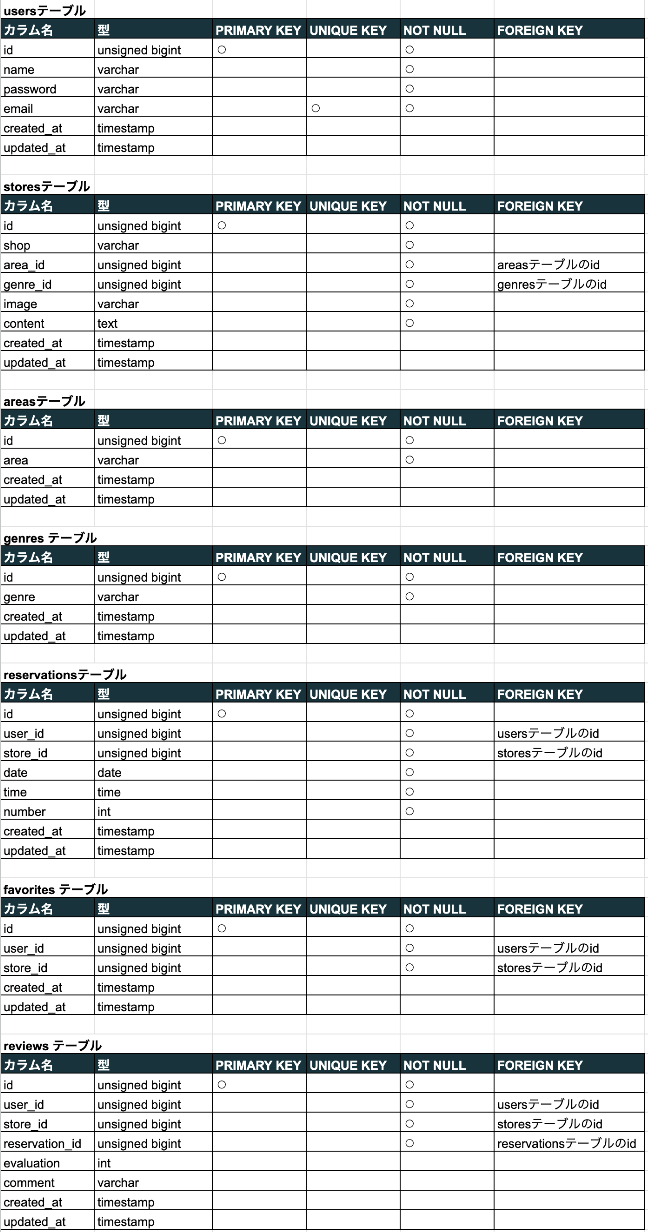 usersテーブル
カラム名 型 PRIMARY KEY UNIQUE KEY NOT NULL FOREIGN KEY
id unsigned bigint ○ ○
name varchar ○
password varchar ○
email varchar ○ ○
created_at timestamp
updated_at timestamp
storesテーブル
カラム名 型 PRIMARY KEY UNIQUE KEY NOT NULL FOREIGN KEY
id unsigned bigint ○ ○
shop varchar ○
area_id unsigned bigint ○ areasテーブルのid
genre_id unsigned bigint ○ genresテーブルのid
image varchar ○
content text ○
created_at timestamp
updated_at timestamp
areasテーブル
カラム名 型 PRIMARY KEY UNIQUE KEY NOT NULL FOREIGN KEY
id unsigned bigint ○ ○
area varchar ○
created_at timestamp
updated_at timestamp
genres テーブル
カラム名 型 PRIMARY KEY UNIQUE KEY NOT NULL FOREIGN KEY
id unsigned bigint ○ ○
genre varchar ○
created_at timestamp
updated_at timestamp
reservationsテーブル
カラム名 型 PRIMARY KEY UNIQUE KEY NOT NULL FOREIGN KEY
id unsigned bigint ○ ○
user_id unsigned bigint ○ usersテーブルのid
store_id unsigned bigint ○ storesテーブルのid
date date ○
time time ○
number int ○
created_at timestamp
updated_at timestamp
favorites テーブル
カラム名 型 PRIMARY KEY UNIQUE KEY NOT NULL FOREIGN KEY
id unsigned bigint ○ ○
user_id unsigned bigint ○ usersテーブルのid
store_id unsigned bigint ○ storesテーブルのid
created_at timestamp
updated_at timestamp
reviews テーブル
カラム名 型 PRIMARY KEY UNIQUE KEY NOT NULL FOREIGN KEY
id unsigned bigint ○ ○
user_id unsigned bigint ○ usersテーブルのid
store_id unsigned bigint ○ storesテーブルのid
reservation_id unsigned bigint ○ reservationsテーブルのid
evaluation int
comment varchar
created_at timestamp
updated_at timestamp